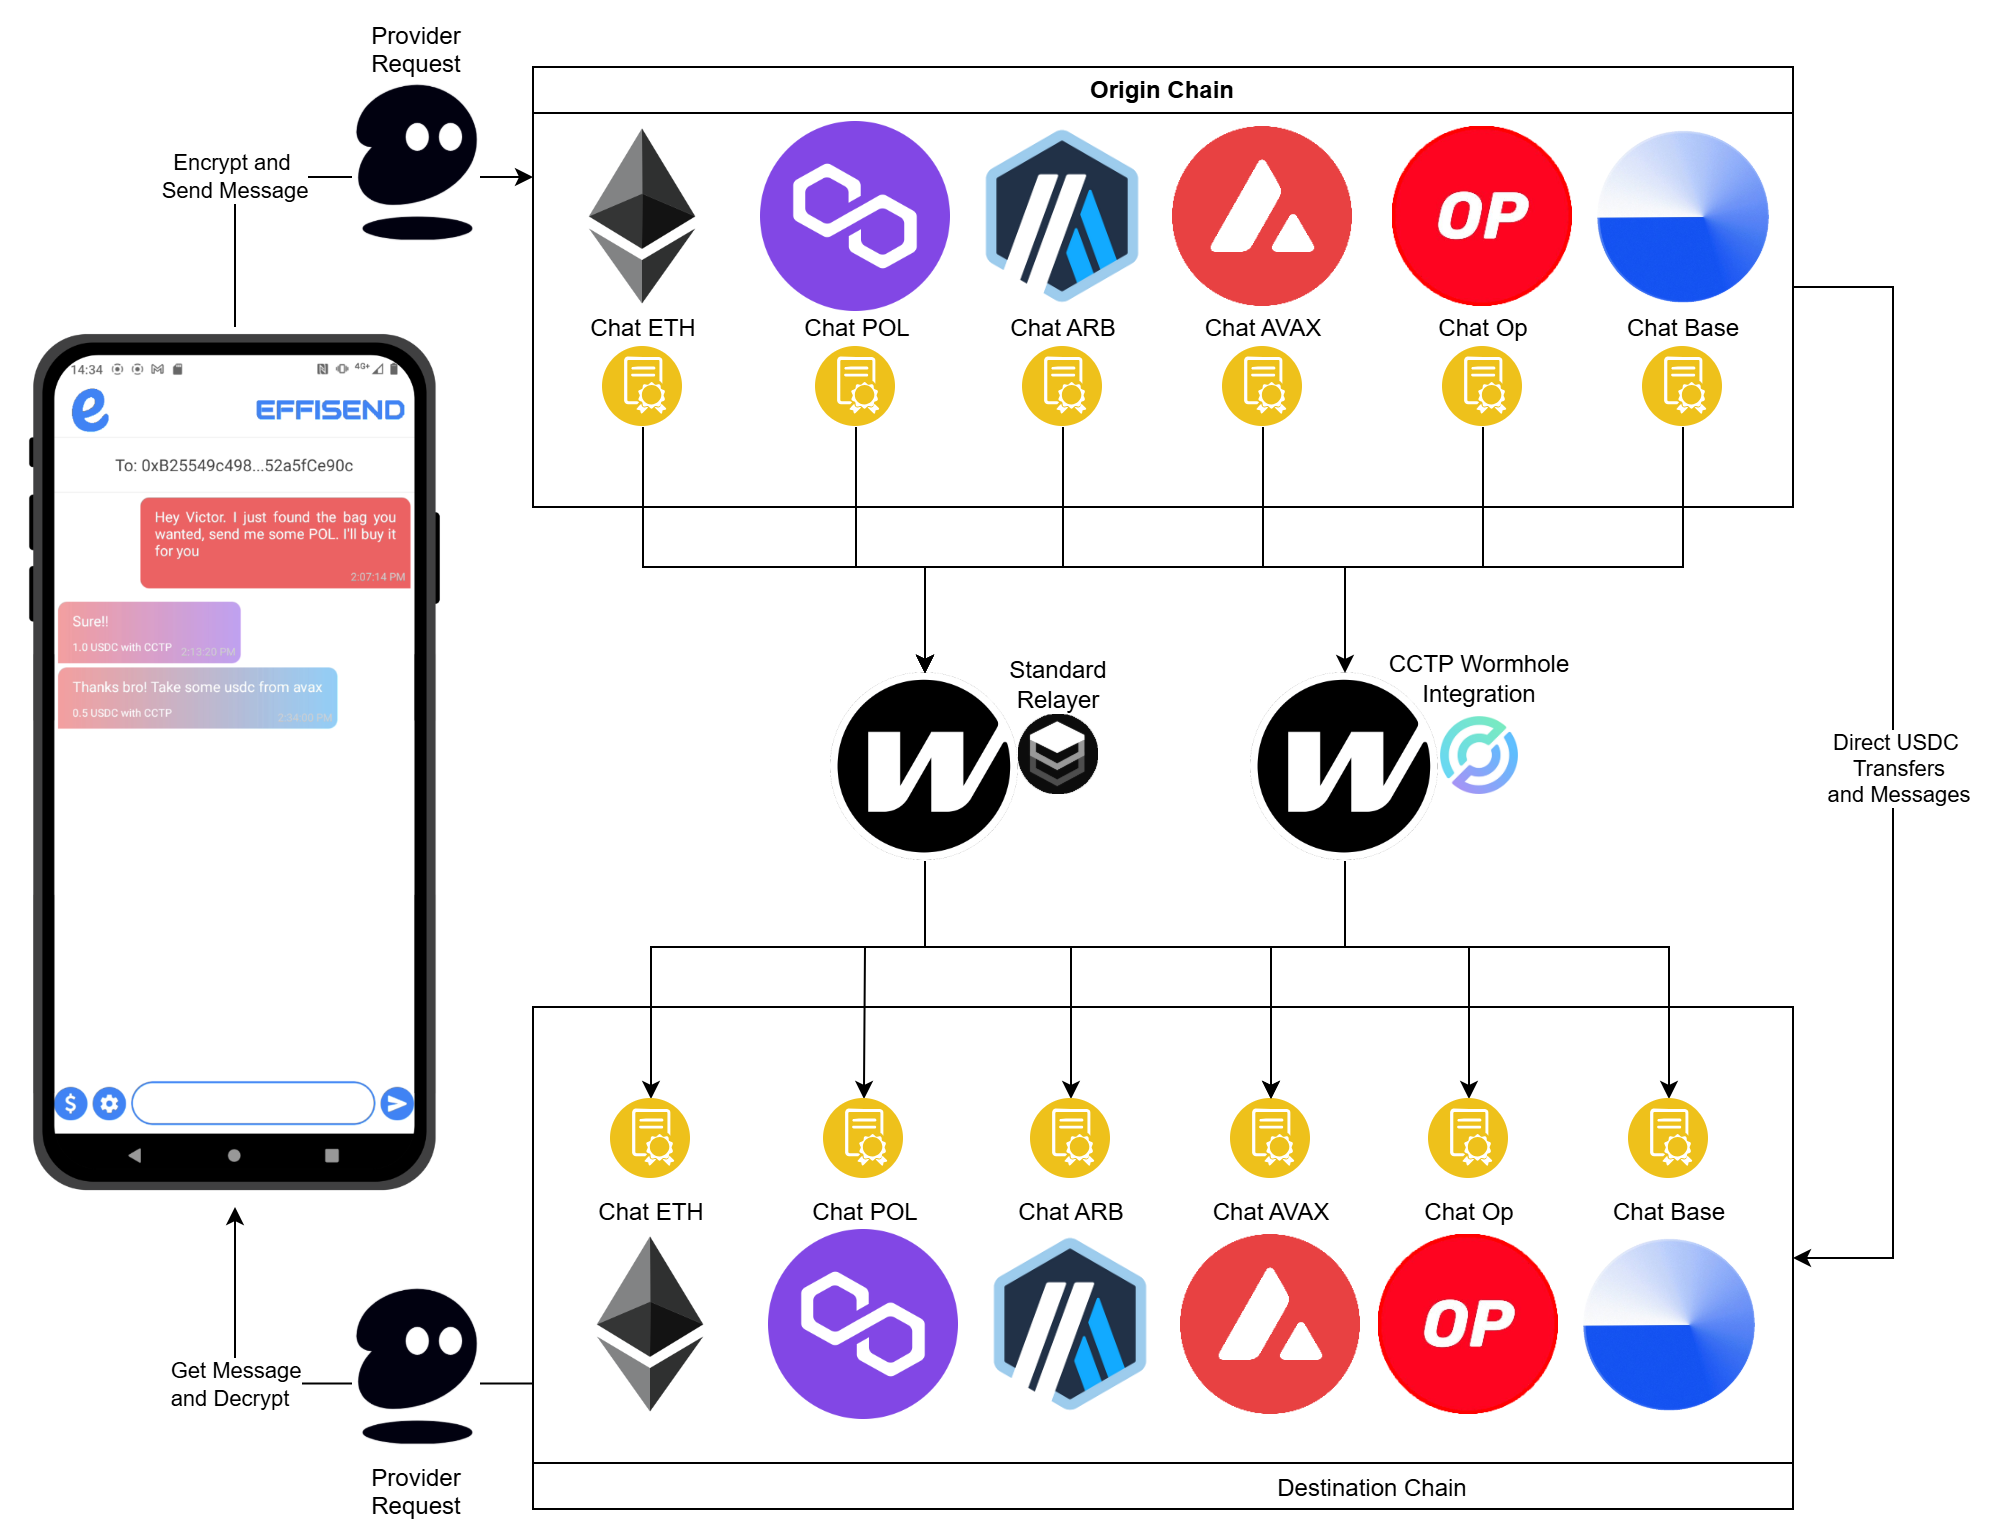 Provider
Request
Origin Chain
Encrypt and
Send Message
OP
Chat ETH
Chat POL
Chat ARB
Chat AVAX
Chat Op
Chat Base
14:34
4G+
e
EFFISEND
To: 0xB25549c498...52a5fCe90c
Hey Victor. I just found the bag you
wanted, send me some POL. I'll buy it
for you
2:07:14 PM
Sure!!
1.0 USDC with CCTP
2:13:20 PM
Thanks bro! Take some usdc from avax
0.5 USDC with CCTP
2:34:00 PM
$
Standard
Relayer
W
CCTP Wormhole
Integration
W
Direct USDC
Transfers
and Messages
Chat ETH
Chat POL
Chat ARB
Chat AVAX
Chat Op
Chat Base
OP
Get Message
and Decrypt
Provider
Request
Destination Chain